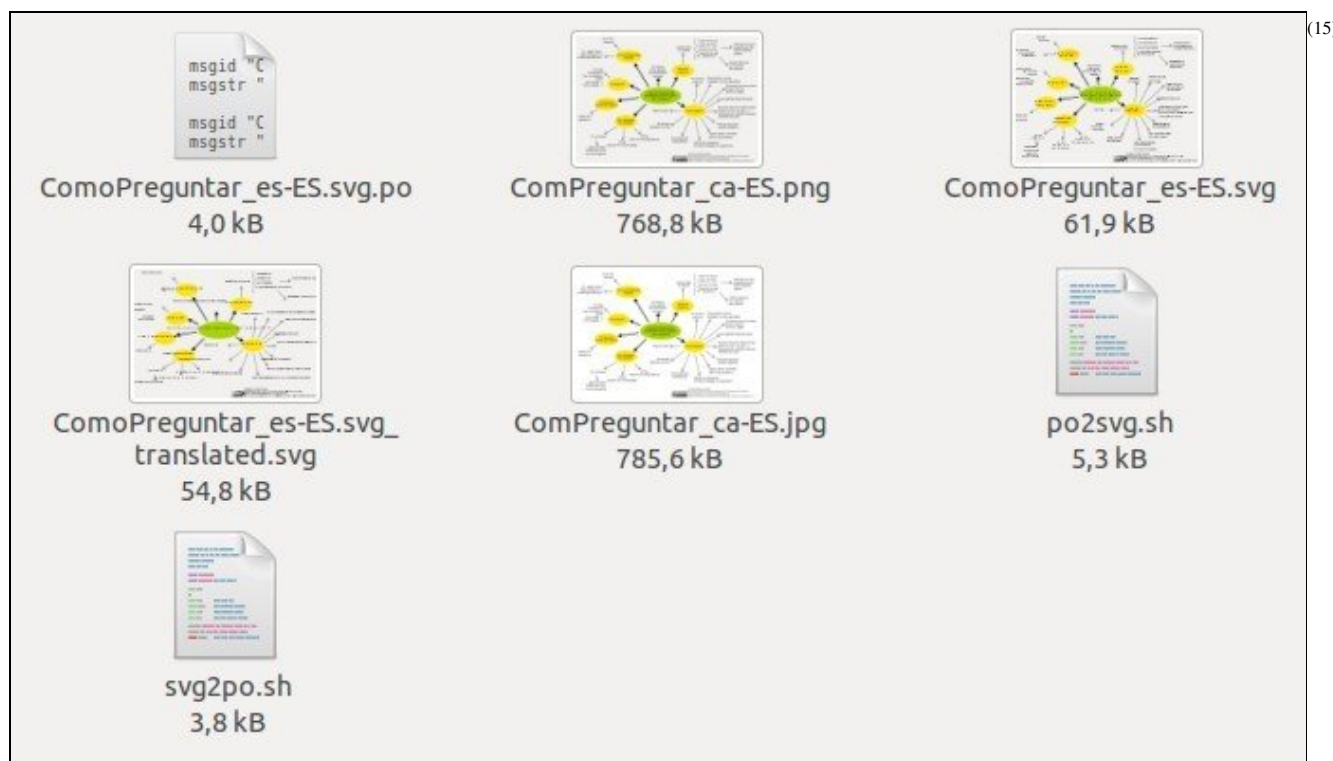 (15)
msgid "C
msgstr "
msgid "C
msgstr "
ComoPreguntar_es-ES.svg.po
4,0 kB
ComPreguntar_ca-ES.png
768,8 kB
ComoPreguntar_es-ES.svg
61,9 kB
ComoPreguntar_es-ES.svg_
translated.svg
54,8 kB
ComPreguntar_ca-ES.jpg
785,6 kB
po2svg.sh
5,3 kB
svg2po.sh
3,8 kB